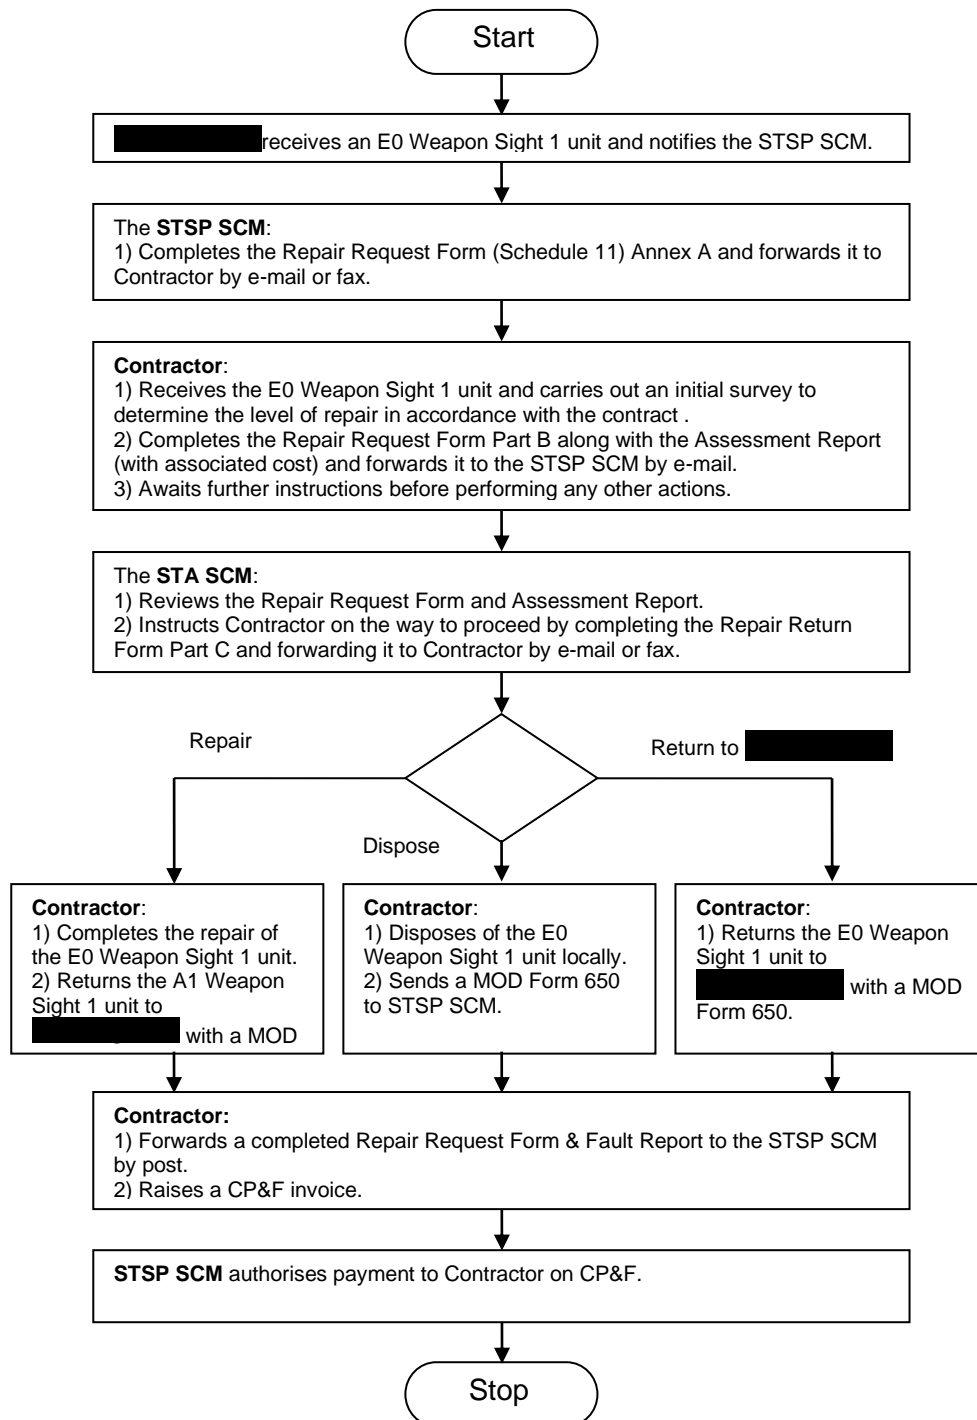 Start
receives an E0 Weapon Sight 1 unit and notifies the STSP SCM.
The STSP SCM:
1) Completes the Repair Request Form (Schedule 11) Annex A and forwards it to
Contractor by e-mail or fax.
Contractor:
1) Receives the E0 Weapon Sight 1 unit and carries out an initial survey to
determine the level of repair in accordance with the contract .
2) Completes the Repair Request Form Part B along with the Assessment Report
(with associated cost) and forwards it to the STSP SCM by e-mail.
3) Awaits further instructions before performing any other actions.
The STA SCM:
1) Reviews the Repair Request Form and Assessment Report.
2) Instructs Contractor on the way to proceed by completing the Repair Return
Form Part C and forwarding it to Contractor by e-mail or fax.
Repair
Return to
Dispose
Contractor:
1) Completes the repair of
the E0 Weapon Sight 1 unit.
2) Returns the A1 Weapon
Sight 1 unit to
with a MOD
Contractor:
1) Disposes of the E0
Weapon Sight 1 unit locally.
2) Sends a MOD Form 650
to STSP SCM.
Contractor:
1) Returns the E0 Weapon
Sight 1 unit to
with a MOD
Form 650.
Contractor:
1) Forwards a completed Repair Request Form & Fault Report to the STSP SCM
by post.
2) Raises a CP&F invoice.
STSP SCM authorises payment to Contractor on CP&F.
Stop